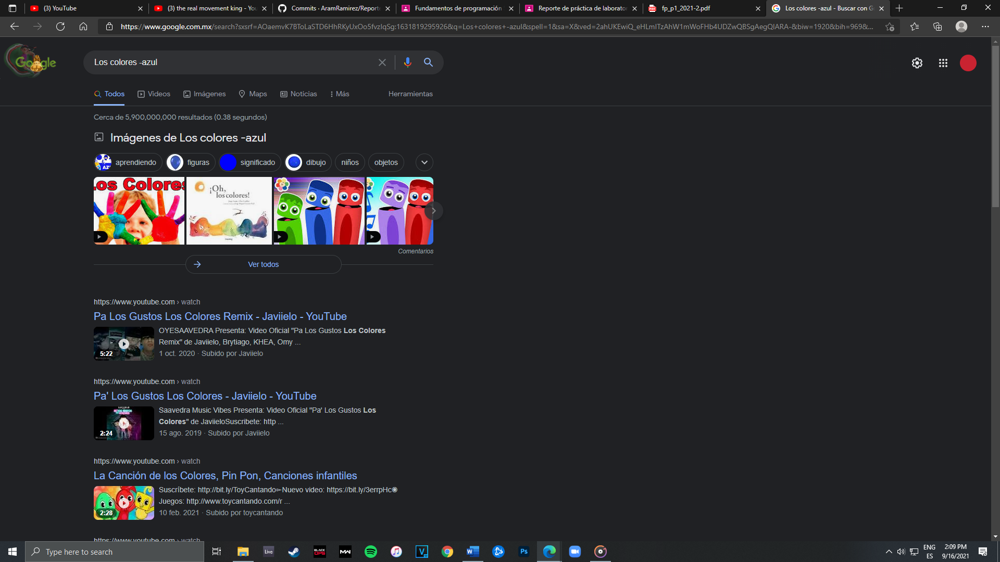 (3) YouTube
(3) the real movement king - You
Commits · AramRamirez/Reporte
Fundamentos de programación
Reporte de práctica de laborator
fp_p1_2021-2.pdf
Los colores -azul - Buscar con G
https://www.google.com.mx/search?sxsrf=AOaemvK7BToLaSTD6HhRKyUxOo5fvzIqSg:1631819295926&q=Los+colores+-azul&spell=1&sa=X&ved=2ahUKEwiQ_eHLmITzAhW1mWoFHb4UDZwQBSgAegQIARA-&biw=1920&bih=969&...
Google
Los colores -azul
Todos
Videos
Imágenes
Maps
Noticias
Más
Herramientas
Cerca de 5,900,000,000 resultados (0.38 segundos)
Imágenes de Los colores -azul
aprendiendo
figuras
significado
dibujo
niños
objetos
Los Colores
¡Oh,
los colores!
Comentarios
Ver todos
https://www.youtube.com › watch
Pa Los Gustos Los Colores Remix - Javiielo - YouTube
OYESAAVEDRA Presenta: Video Oficial "Pa Los Gustos Los Colores
Remix" de Javiielo, Brytiago, KHEA, Omy ...
5:22
1 oct. 2020 · Subido por Javiielo
https://www.youtube.com › watch
Pa' Los Gustos Los Colores - Javiielo - YouTube
Saavedra Music Vibes Presenta: Video Oficial "Pa' Los Gustos Los
Colores" de JaviieloSuscribete: http ...
2:24
15 ago. 2019 · Subido por Javiielo
https://www.youtube.com › watch
La Canción de los Colores, Pin Pon, Canciones infantiles
Suscríbete: http://bit.ly/ToyCantando▻Nuevo video: https://bit.ly/3errpHc◉
Juegos: http://www.toycantando.com/r ...
2:28
10 feb. 2021 · Subido por toycantando
https://www.youtube.com › watch
Type here to search
Live
BLACK
OPS
MW
V
Ps
ENG
ES
2:09 PM
9/16/2021